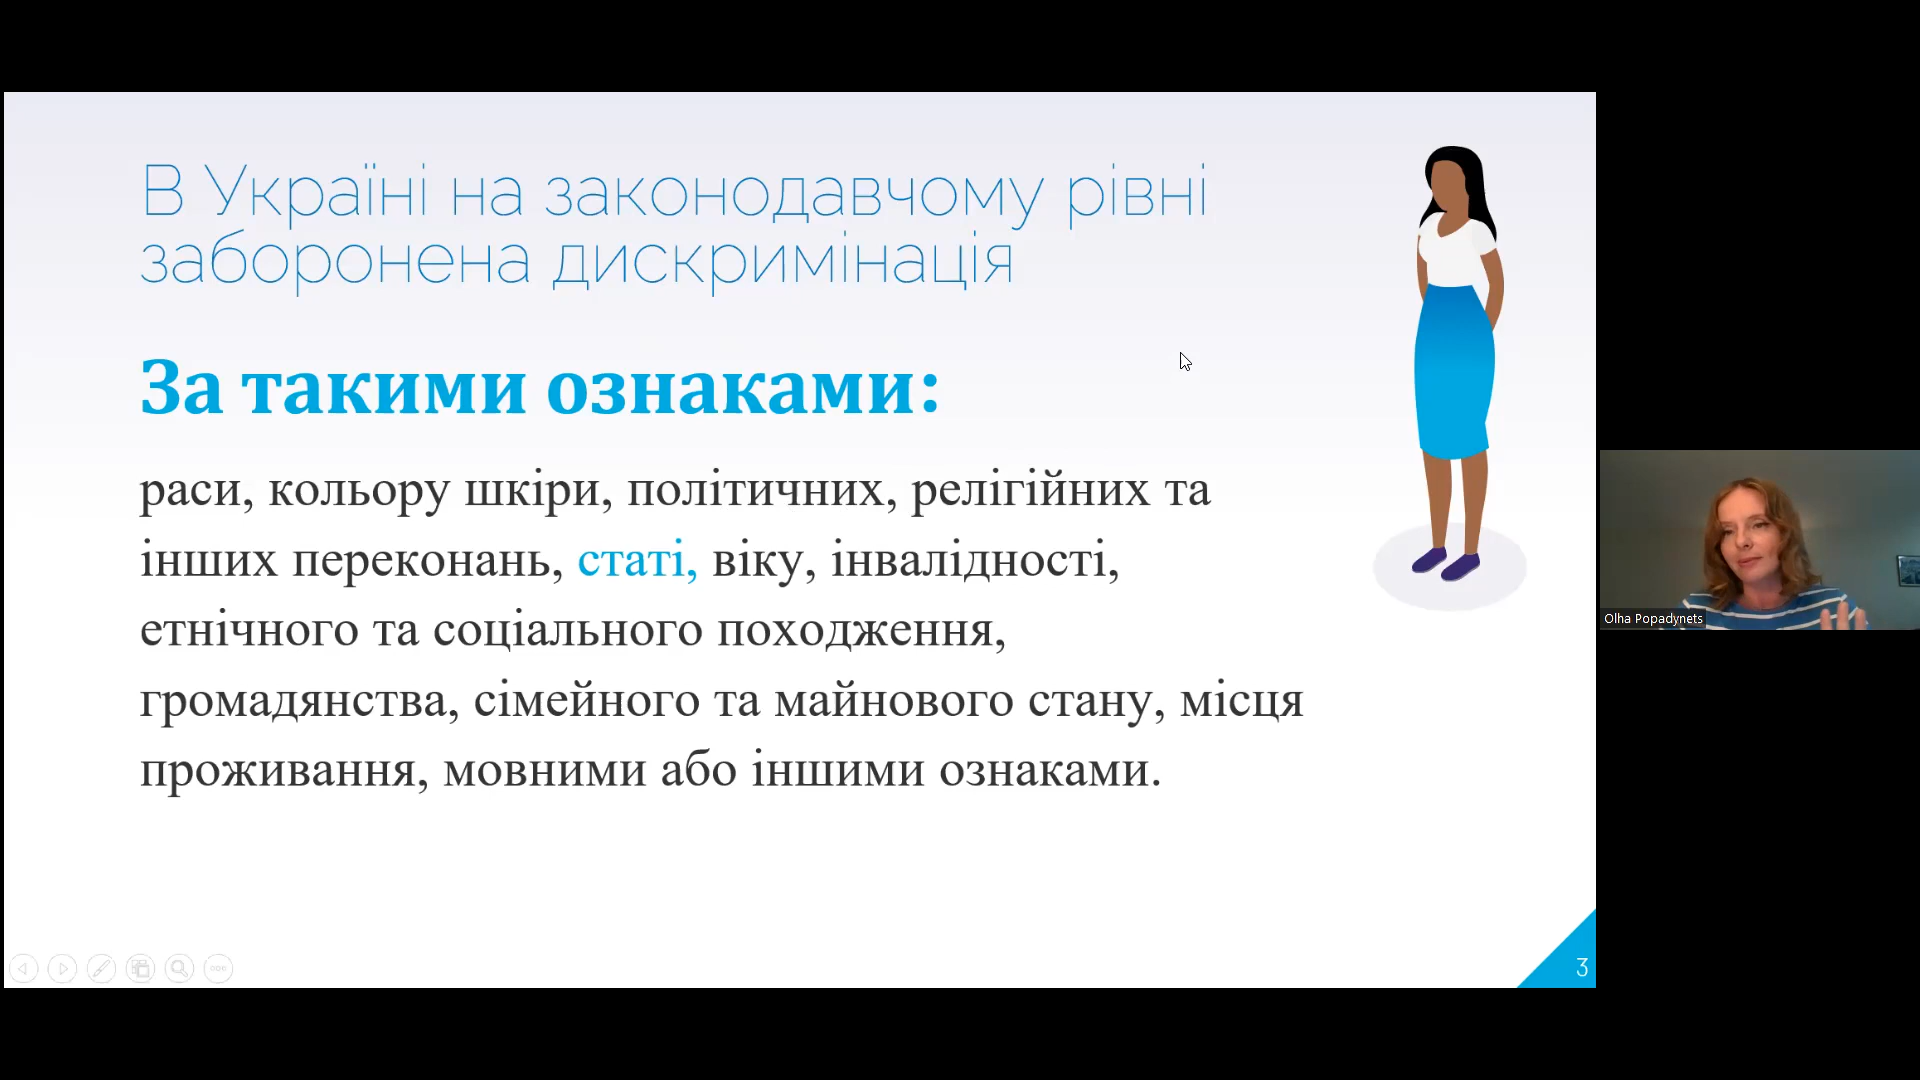 В Україні на законодавчому рівні
заборонена дискримінація
За такими ознаками:
раси, кольору шкіри, політичних, релігійних та
інших переконань, статі, віку, інвалідності,
етнічного та соціального походження,
громадянства, сімейного та майнового стану, місця
проживання, мовними або іншими ознаками.
3
Olha Popadynets